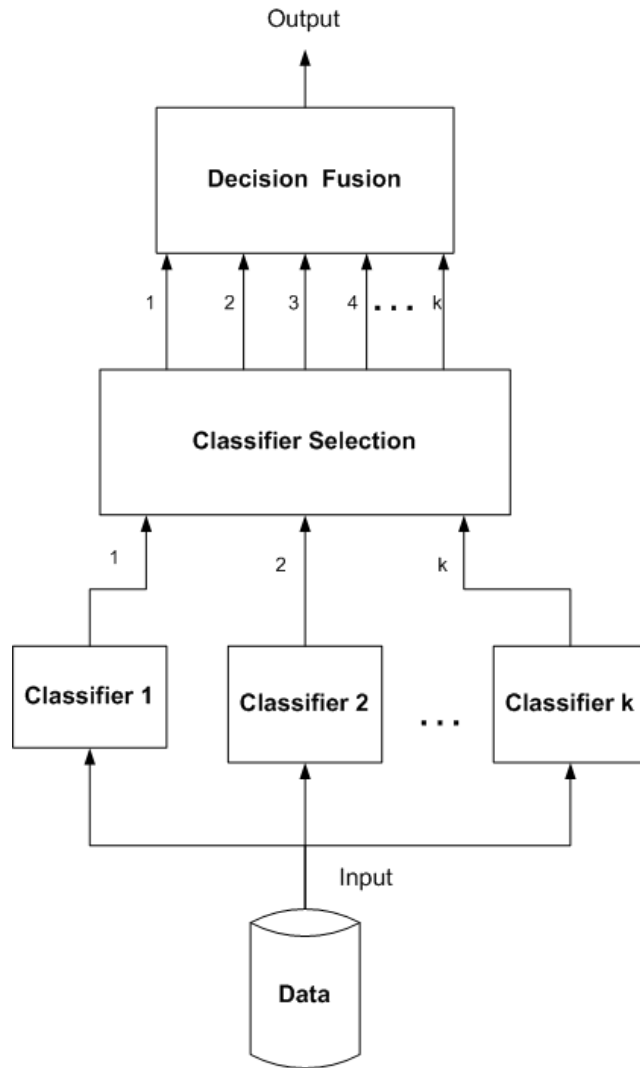 Output
Decision Fusion
1 2 3 4 ... k
Classifier Selection
1 2 k
Classifier 1 Classifier 2 ... Classifier k
Input
Data